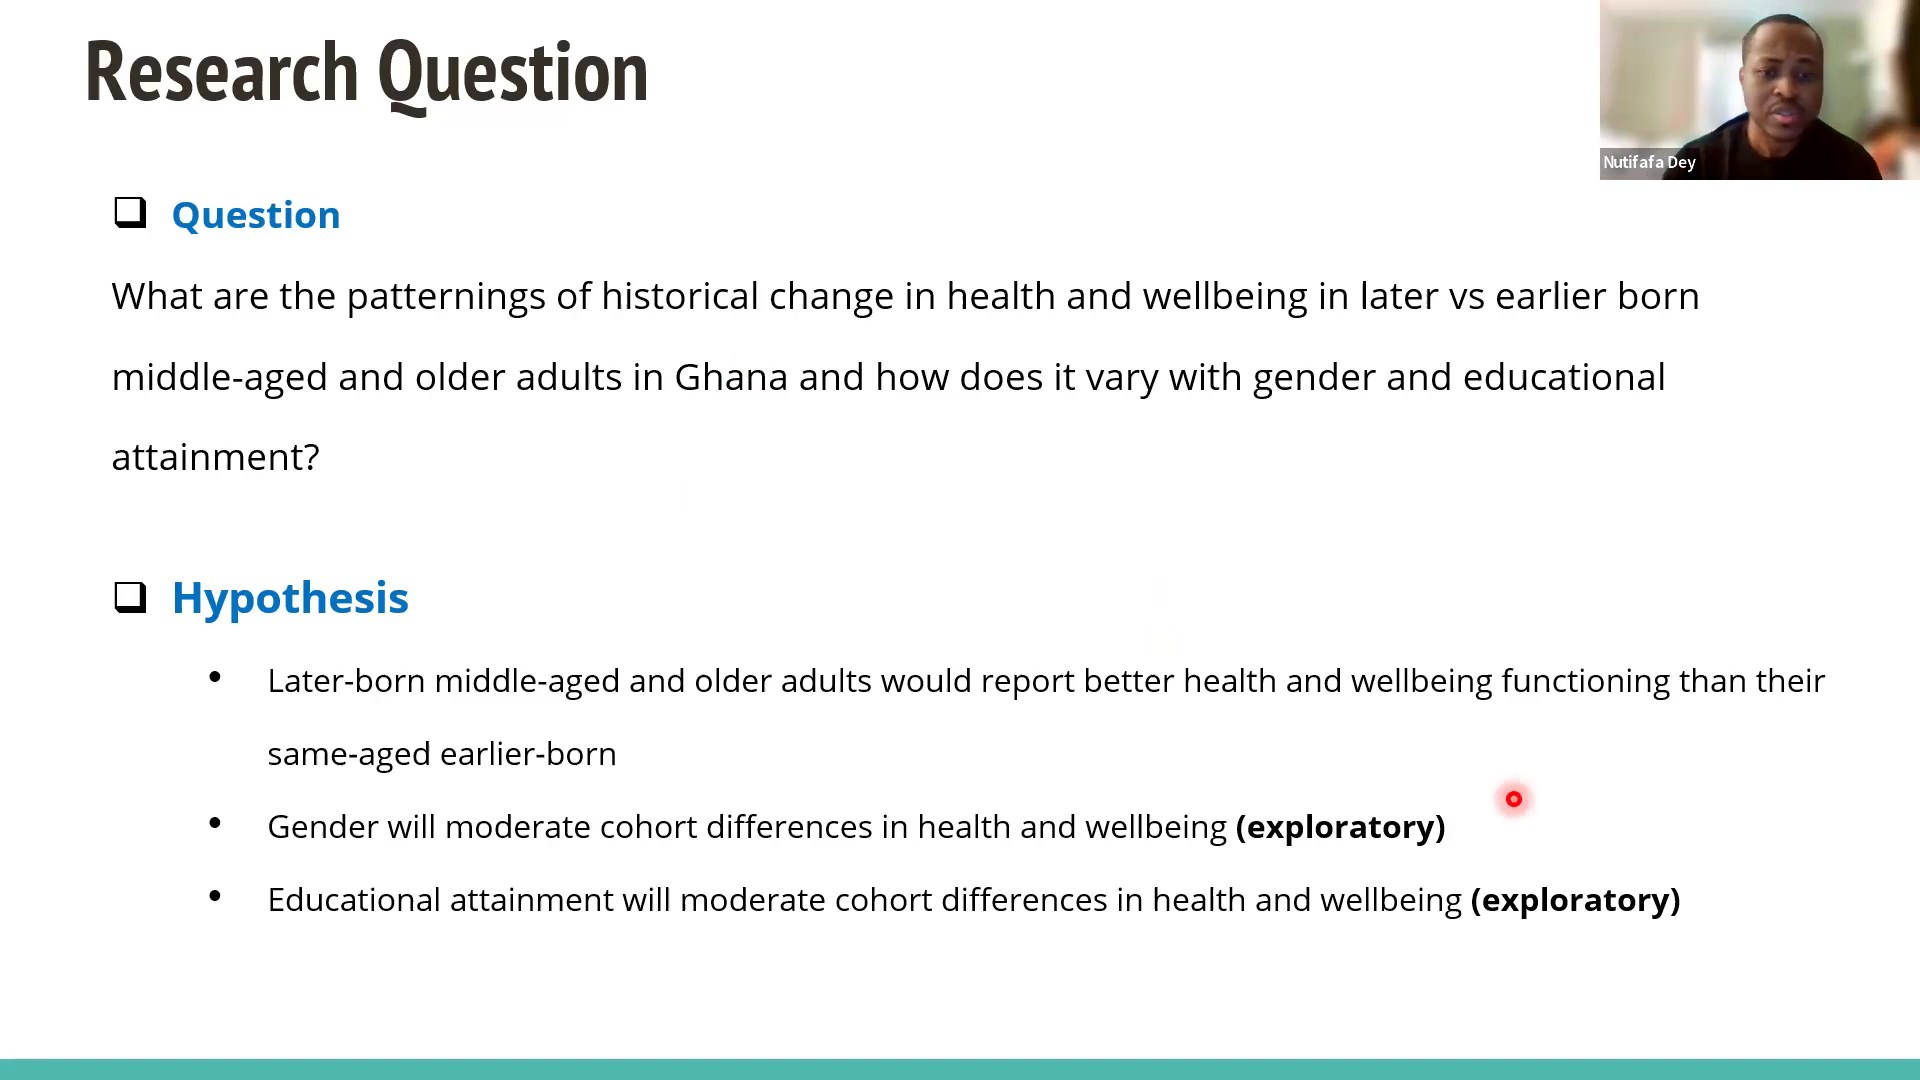 Research Question
Nutifafa Dey
Question
What are the patternings of historical change in health and wellbeing in later vs earlier born
middle-aged and older adults in Ghana and how does it vary with gender and educational
attainment?
Hypothesis
• Later-born middle-aged and older adults would report better health and wellbeing functioning than their
same-aged earlier-born
• Gender will moderate cohort differences in health and wellbeing (exploratory)
• Educational attainment will moderate cohort differences in health and wellbeing (exploratory)